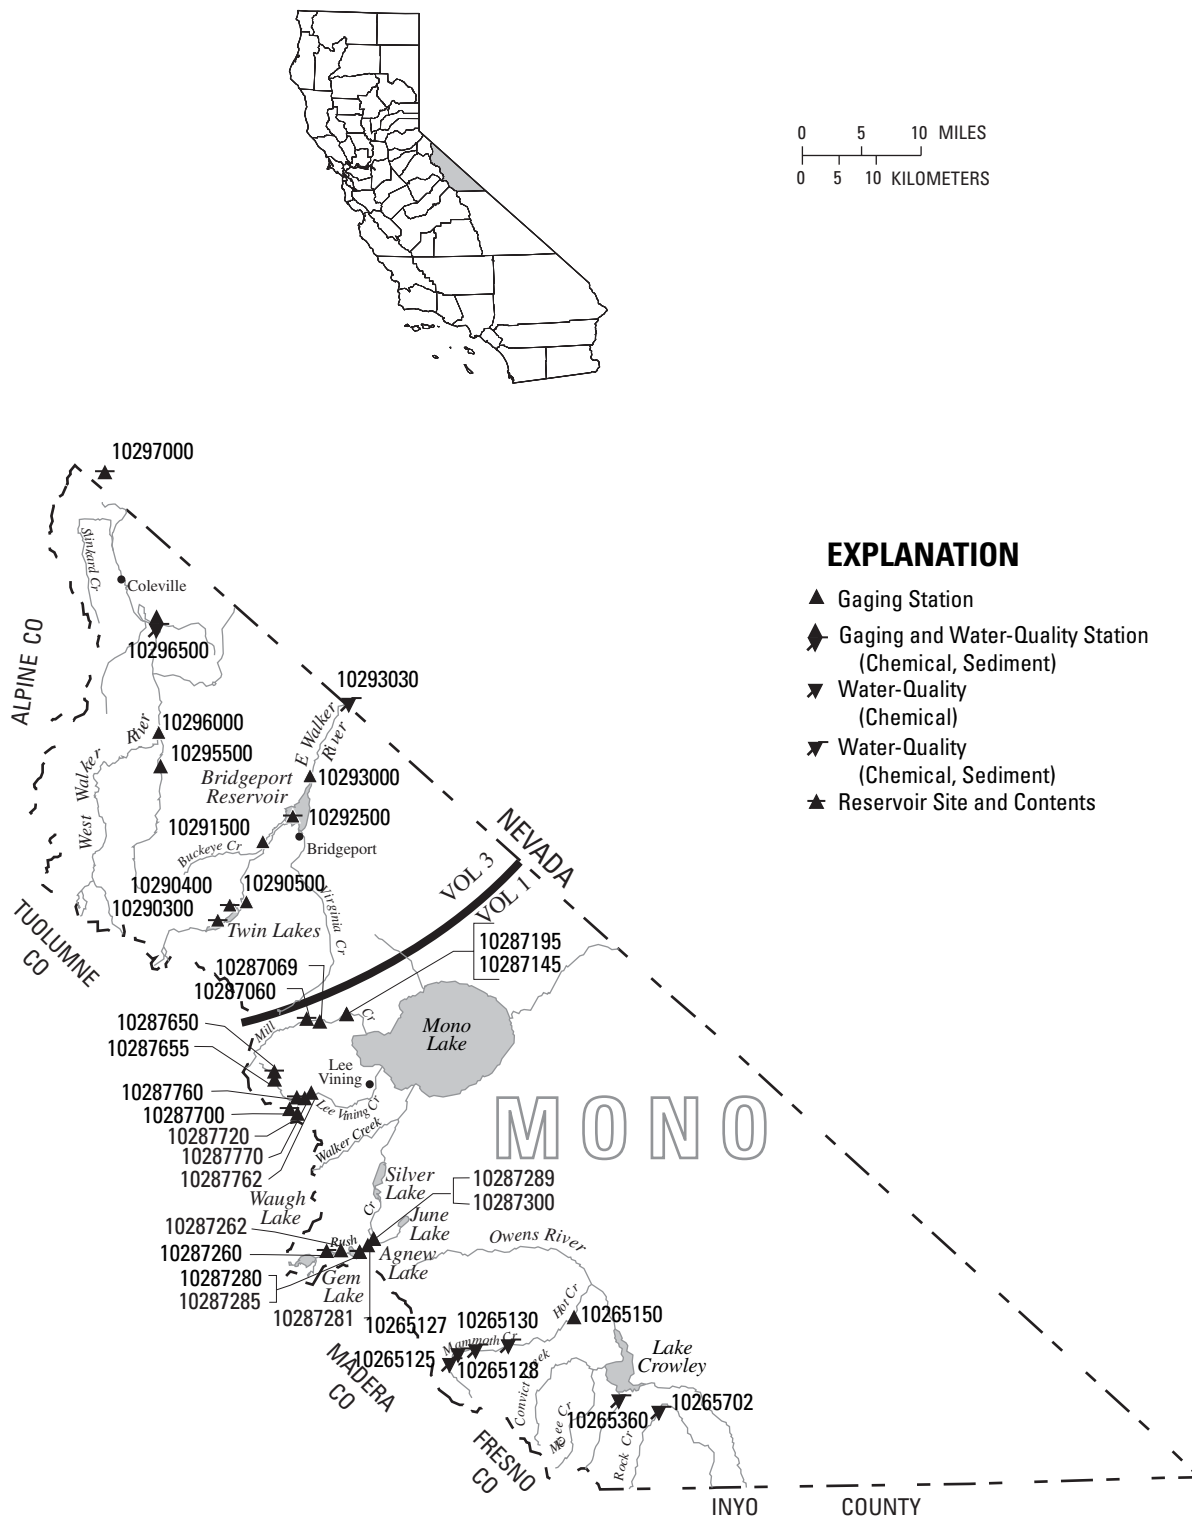 0 5 10 MILES
0 5 10 KILOMETERS
10297000
Stinkard Cr
Coleville
10296500
ALPINE CO
EXPLANATION
Gaging Station
Gaging and Water-Quality Station
(Chemical, Sediment)
Water-Quality
(Chemical)
Water-Quality
(Chemical, Sediment)
Reservoir Site and Contents
10293030
E Walker
River
10296000
10295500
West Walker
River
Bridgeport
Reservoir
10293000
10292500
10291500
Buckeye Cr
Bridgeport
10290400
10290500
10290300
Twin Lakes
Virginia Cr
NEVADA
VOL 3
VOL 1
TUOLUMNE
CO
10287195
10287145
10287069
10287060
Mill
Cr
10287650
10287655
Mono
Lake
Lee
Vining
10287760
10287700
10287720
10287770
10287762
Lee Vining Cr
Walker Creek
MONO
Silver
Lake
10287289
10287300
Waugh
Lake
Cr
June
Lake
10287262
10287260
Rush
Agnew
Lake
Owens River
10287280
10287285
Gem
Lake
10287281
10265127
10265130
Hot Cr
10265150
Mammoth Cr
10265125
10265128
Lake
Crowley
MADERA
CO
Convict Creek
McGee Cr
10265360
10265702
Rock Cr
FRESNO
CO
INYO COUNTY